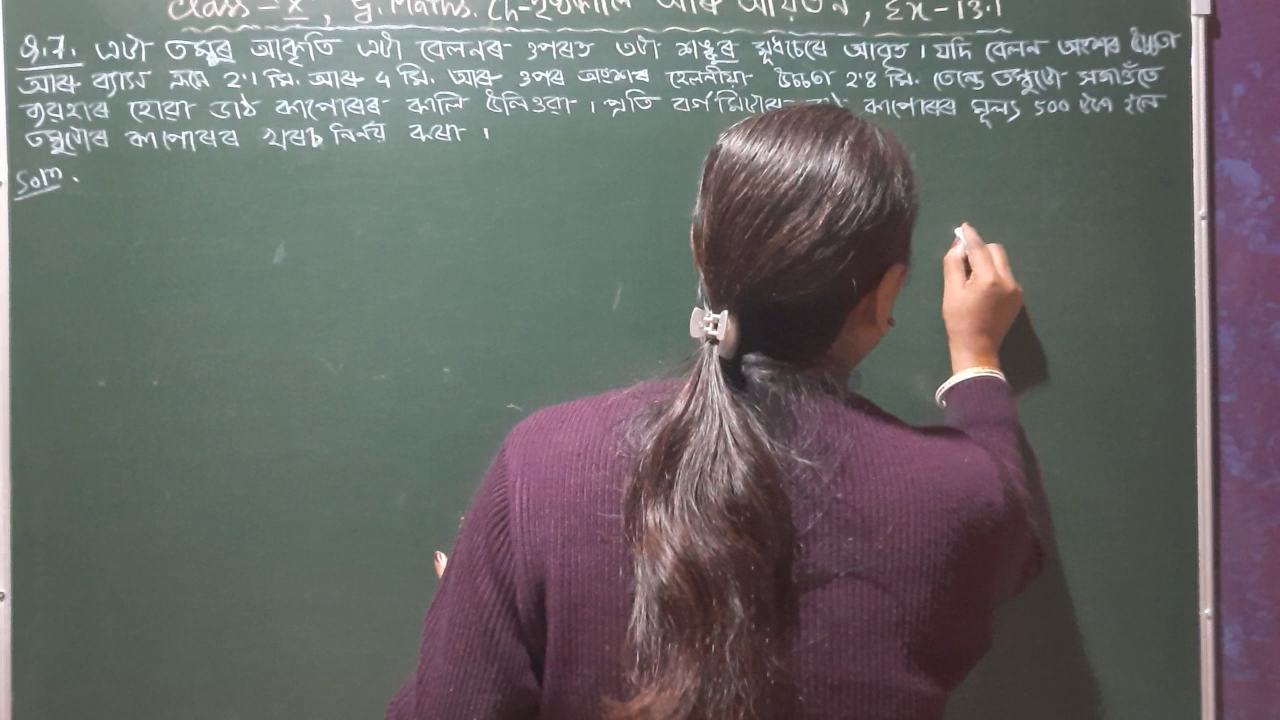 Class - X, G. Maths. Ch-পৃষ্ঠকালি আৰু আয়তন, Ex-13.1
Q.7. এটা তম্বুৰ আকৃতি এটা বেলনৰ ওপৰত এটা শঙ্কুৰ দ্বাৰা আবৃত। যদি বেলন অংশৰ উচ্চতা
আৰু ব্যাস ক্ৰমে 2.1 মি. আৰু 4 মি. আৰু ওপৰ অংশৰ হেলনীয়া উচ্চতা 2.8 মি. তেন্তে তম্বুটো সজাওঁতে
ব্যৱহাৰ হোৱা ডাঠ কাপোৰৰ কালি উলিওৱা। প্ৰতি বৰ্গমিটাৰ কাপোৰৰ মূল্য 500 টকা হ'লে
তম্বুটোৰ কাপোৰৰ খৰচ নিৰ্ণয় কৰা।
Soln.